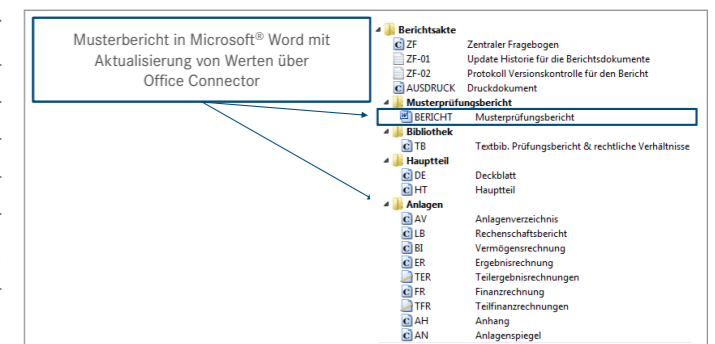 Musterbericht in Microsoft® Word mit
Aktualisierung von Werten über
Office Connector
Berichtsakte
ZF Zentraler Fragebogen
ZF-01 Update Historie für die Berichtsdokumente
ZF-02 Protokoll Versionskontrolle für den Bericht
AUSDRUCK Druckdokument
Musterprüfungsbericht
BERICHT Musterprüfungsbericht
Bibliothek
TB Textbib. Prüfungsbericht & rechtliche Verhältnisse
Hauptteil
DE Deckblatt
HT Hauptteil
Anlagen
AV Anlagenverzeichnis
LB Rechenschaftsbericht
BI Vermögensrechnung
ER Ergebnisrechnung
TER Teilergebnisrechnungen
FR Finanzrechnung
TFR Teilfinanzrechnungen
AH Anhang
AN Anlagenspiegel